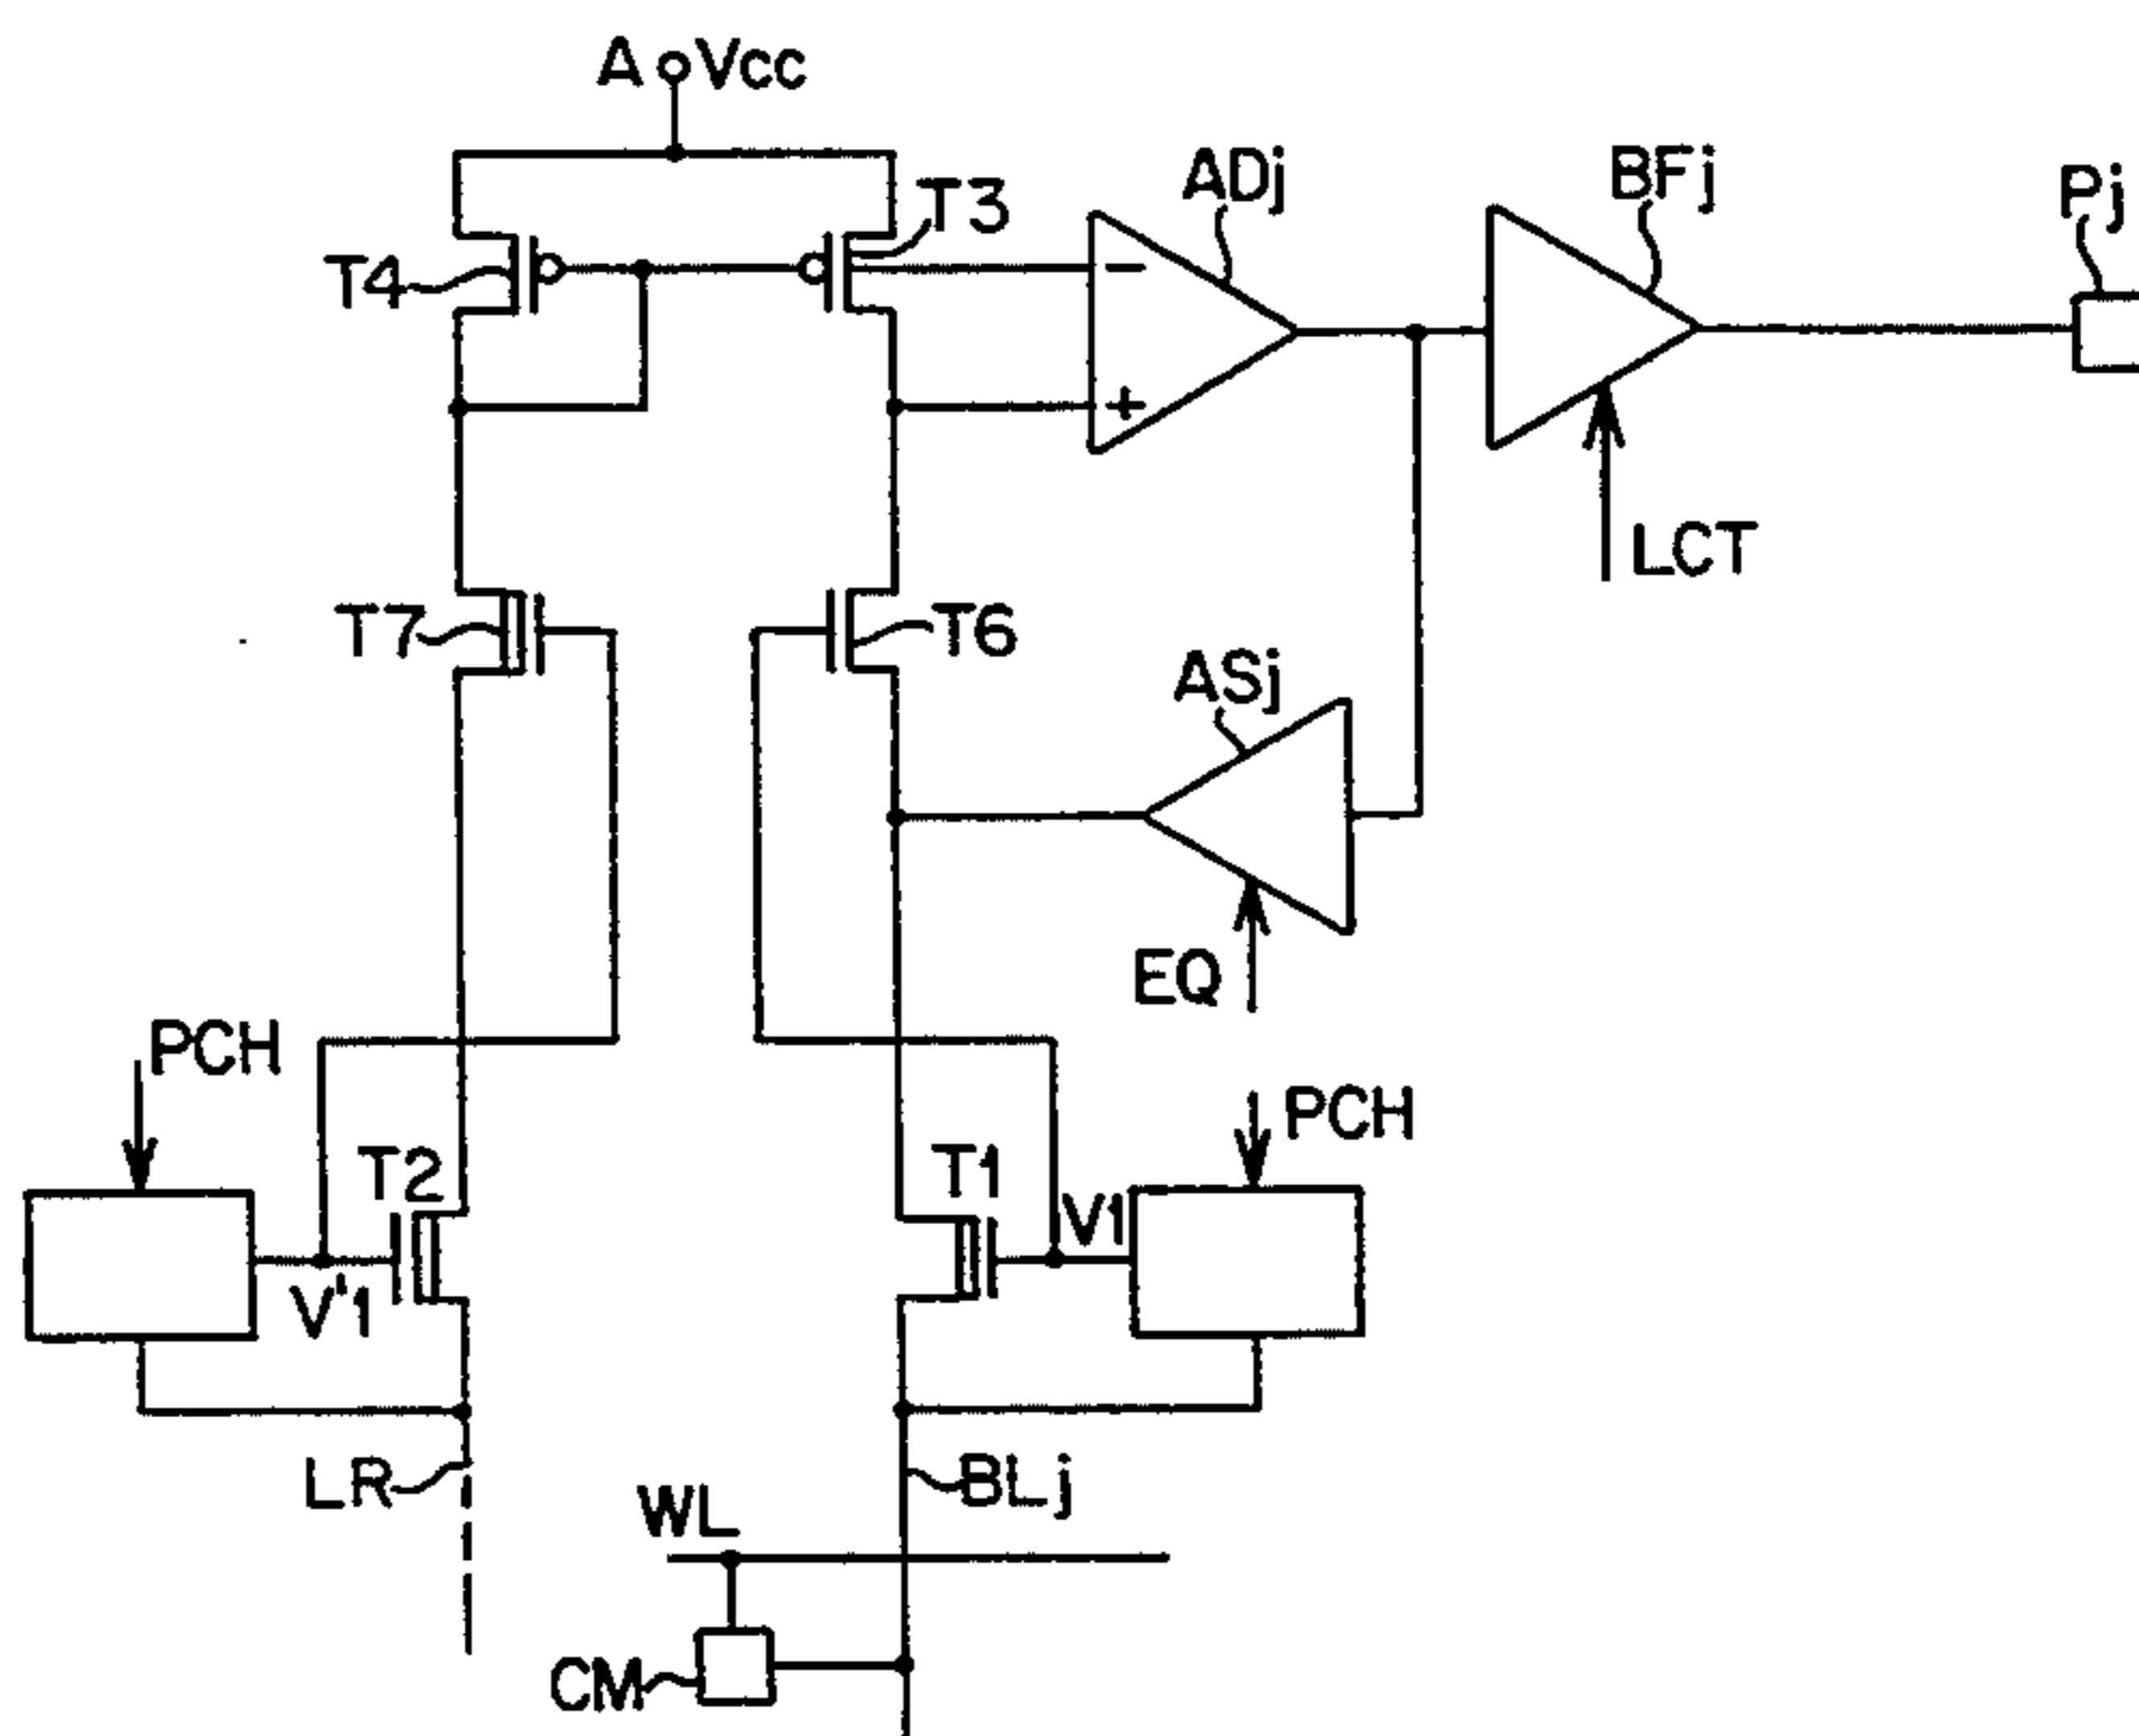 A Vcc
ADj
BFj
Pj
T3
T4
−
+
LCT
T7
T6
ASj
EQ
PCH
PCH
T2
T1
V1
V'1
LR
BLj
WL
CM